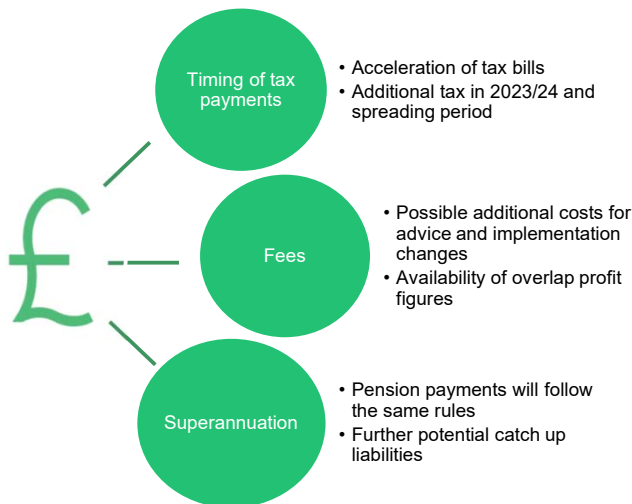 Timing of tax
payments
• Acceleration of tax bills
• Additional tax in 2023/24 and
spreading period
£
Fees
• Possible additional costs for
advice and implementation
changes
• Availability of overlap profit
figures
Superannuation
• Pension payments will follow
the same rules
• Further potential catch up
liabilities